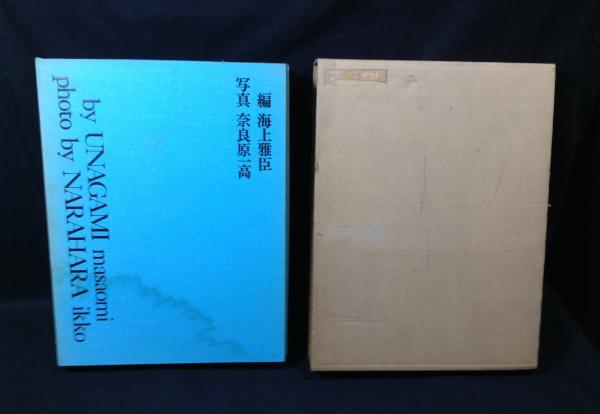 編 海上雅臣
写真 奈良原一高
by UNAGAMI masaomi
photo by NARAHARA ikko